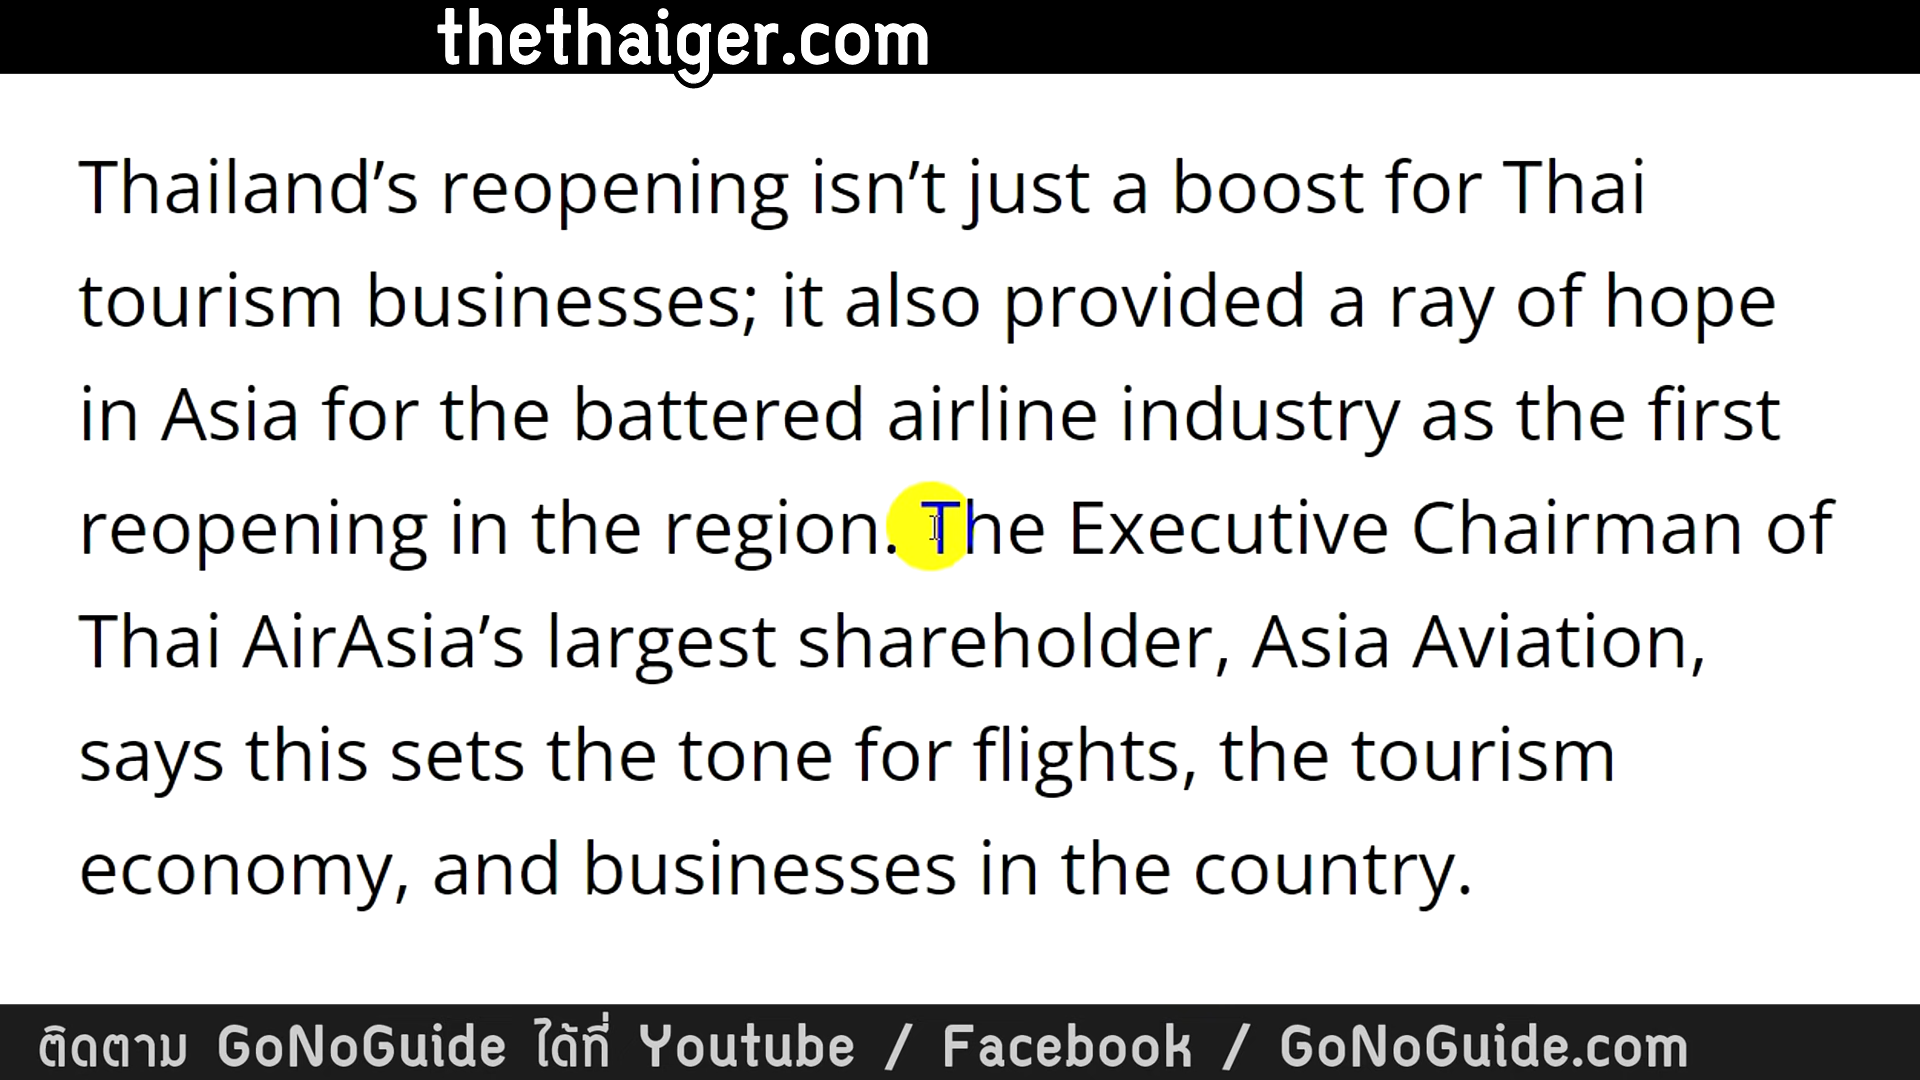 thethaiger.com
Thailand’s reopening isn’t just a boost for Thai
tourism businesses; it also provided a ray of hope
in Asia for the battered airline industry as the first
reopening in the region. The Executive Chairman of
Thai AirAsia’s largest shareholder, Asia Aviation,
says this sets the tone for flights, the tourism
economy, and businesses in the country.
ติดตาม GoNoGuide ได้ที่ Youtube / Facebook / GoNoGuide.com